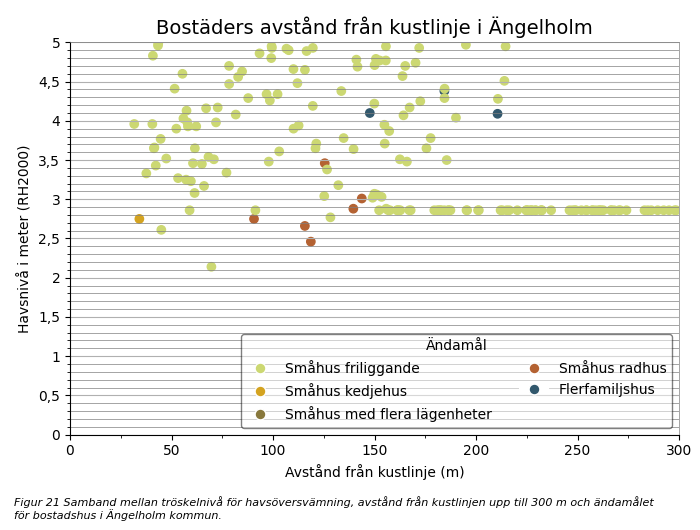 Bostäders avstånd från kustlinje i Ängelholm
Havsnivå i meter (RH2000)
5
4,5
4
3,5
3
2,5
2
1,5
1
0,5
0
Ändamål
Småhus friliggande
Småhus kedjehus
Småhus med flera lägenheter
Småhus radhus
Flerfamiljshus
0 50 100 150 200 250 300
Avstånd från kustlinje (m)
Figur 21 Samband mellan tröskelnivå för havsöversvämning, avstånd från kustlinjen upp till 300 m och ändamålet
för bostadshus i Ängelholm kommun.